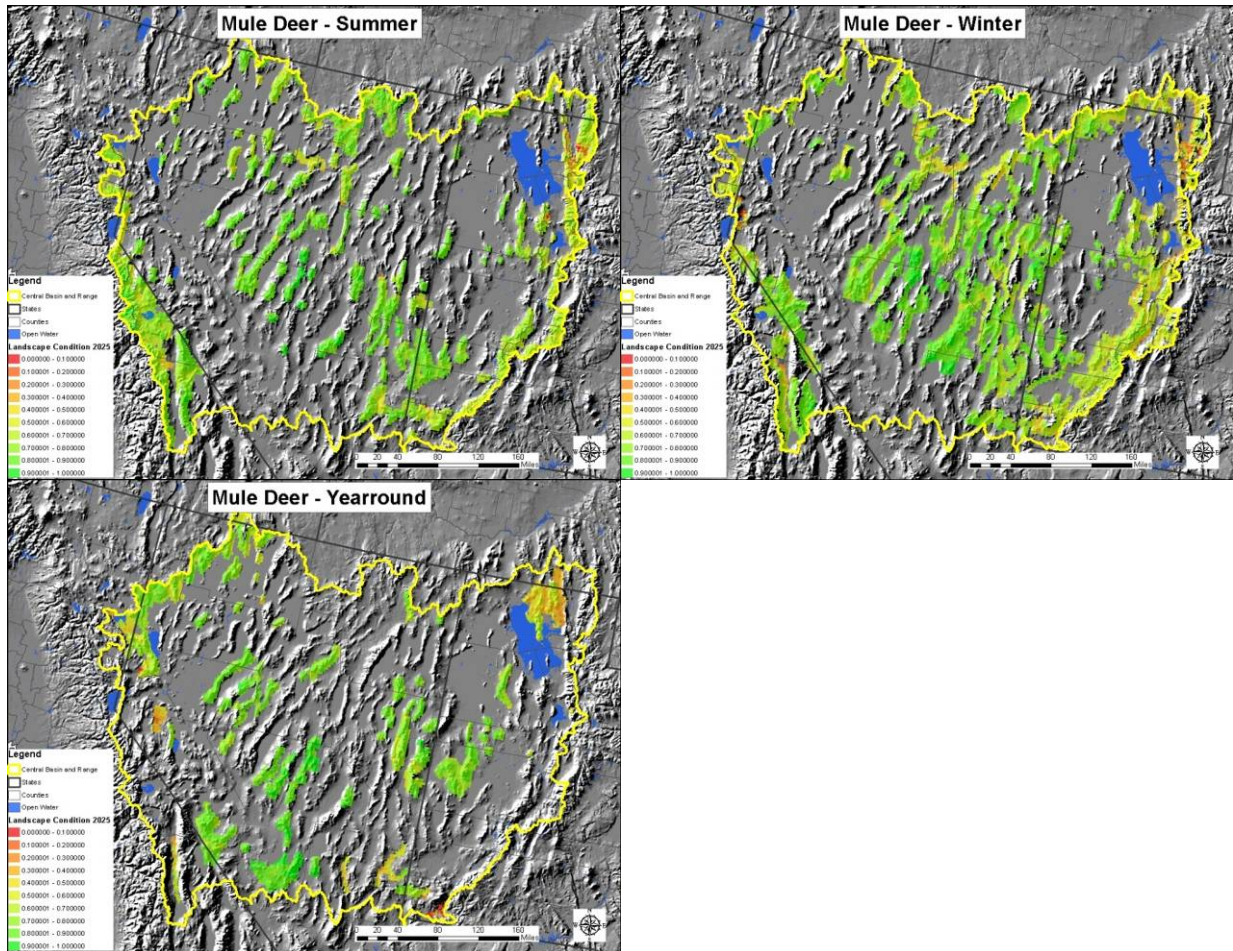 Mule Deer - Summer
Legend
Central Basin and Range
States
Counties
Open Water
Landscape Condition 2025
0.000000 - 0.100000
0.100001 - 0.200000
0.200001 - 0.300000
0.300001 - 0.400000
0.400001 - 0.500000
0.500001 - 0.600000
0.600001 - 0.700000
0.700001 - 0.800000
0.800001 - 0.900000
0.900001 - 1.000000
0 20 40 80 120 160
Miles
Mule Deer - Winter
Legend
Central Basin and Range
States
Counties
Open Water
Landscape Condition 2025
0.000000 - 0.100000
0.100001 - 0.200000
0.200001 - 0.300000
0.300001 - 0.400000
0.400001 - 0.500000
0.500001 - 0.600000
0.600001 - 0.700000
0.700001 - 0.800000
0.800001 - 0.900000
0.900001 - 1.000000
0 20 40 80 120 160
Miles
Mule Deer - Yearround
Legend
Central Basin and Range
States
Counties
Open Water
Landscape Condition 2025
0.000000 - 0.100000
0.100001 - 0.200000
0.200001 - 0.300000
0.300001 - 0.400000
0.400001 - 0.500000
0.500001 - 0.600000
0.600001 - 0.700000
0.700001 - 0.800000
0.800001 - 0.900000
0.900001 - 1.000000
0 20 40 80 120 160
Miles